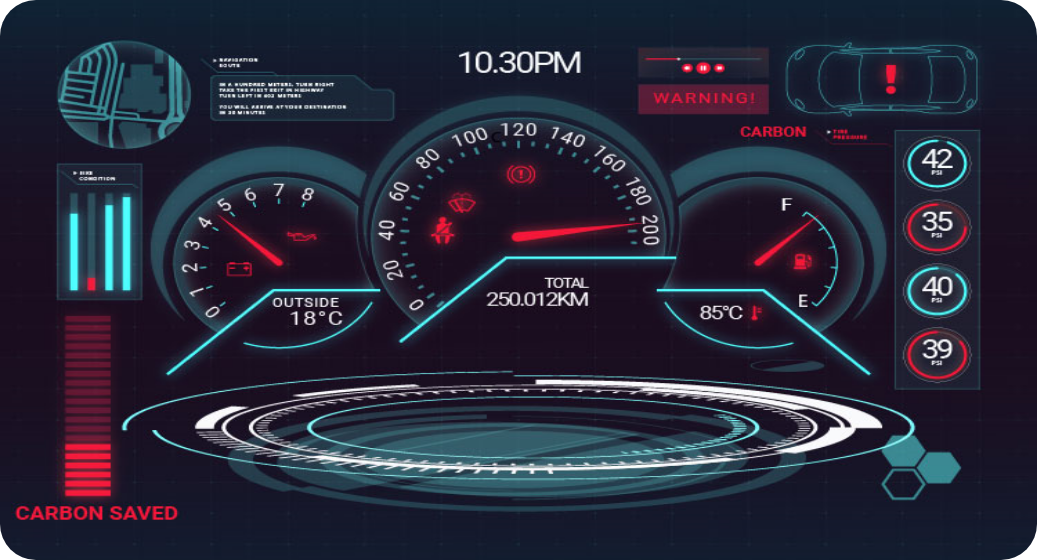 NAVIGATION
ROUTE
IN A HUNDRED METERS, TURN RIGHT
TAKE THE FIRST EXIT IN HIGHWAY
TURN LEFT IN 402 METERS
YOU WILL ARRIVE AT YOUR DESTINATION
IN 20 MINUTES
10.30PM
WARNING!
CARBON
TIRE
PRESSURE
CONDITION
42
PSI
35
PSI
40
PSI
39
PSI
0
1
2
3
4
5
6
7
8
OUTSIDE
18°C
0
20
40
60
80
100
120
140
160
180
200
TOTAL
250.012KM
F
E
85°C
CARBON SAVED